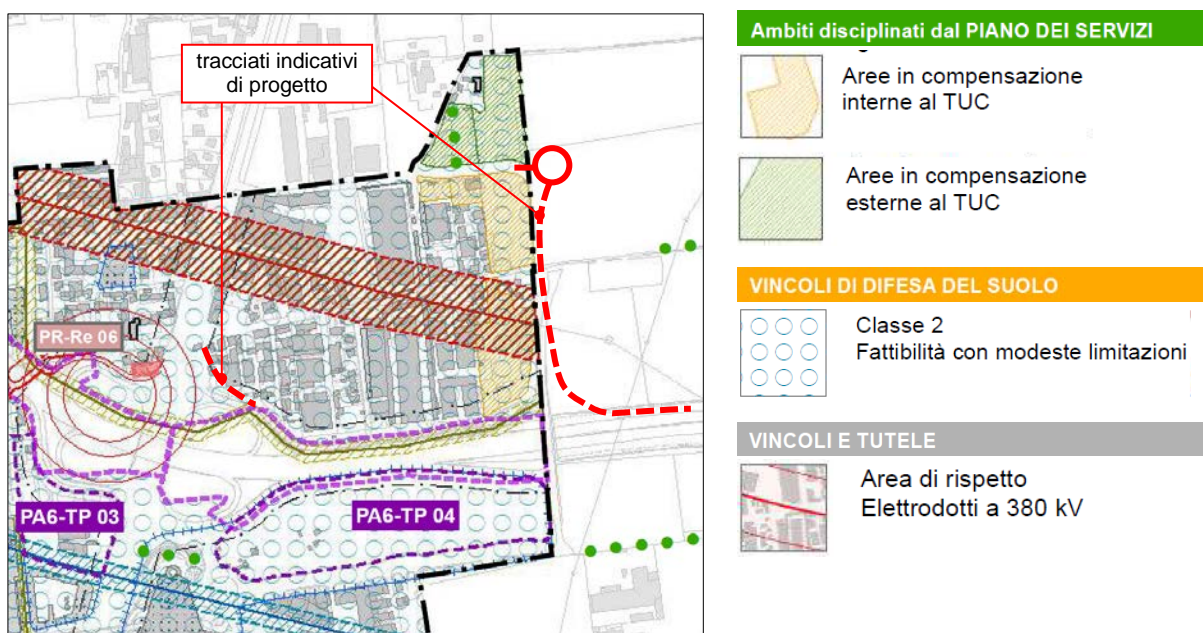 tracciati indicativi
di progetto
PR-Re 06
PA6-TP 03
PA6-TP 04
Ambiti disciplinati dal PIANO DEI SERVIZI
Aree in compensazione
interne al TUC
Aree in compensazione
esterne al TUC
VINCOLI DI DIFESA DEL SUOLO
Classe 2
Fattibilità con modeste limitazioni
VINCOLI E TUTELE
Area di rispetto
Elettrodotti a 380 kV